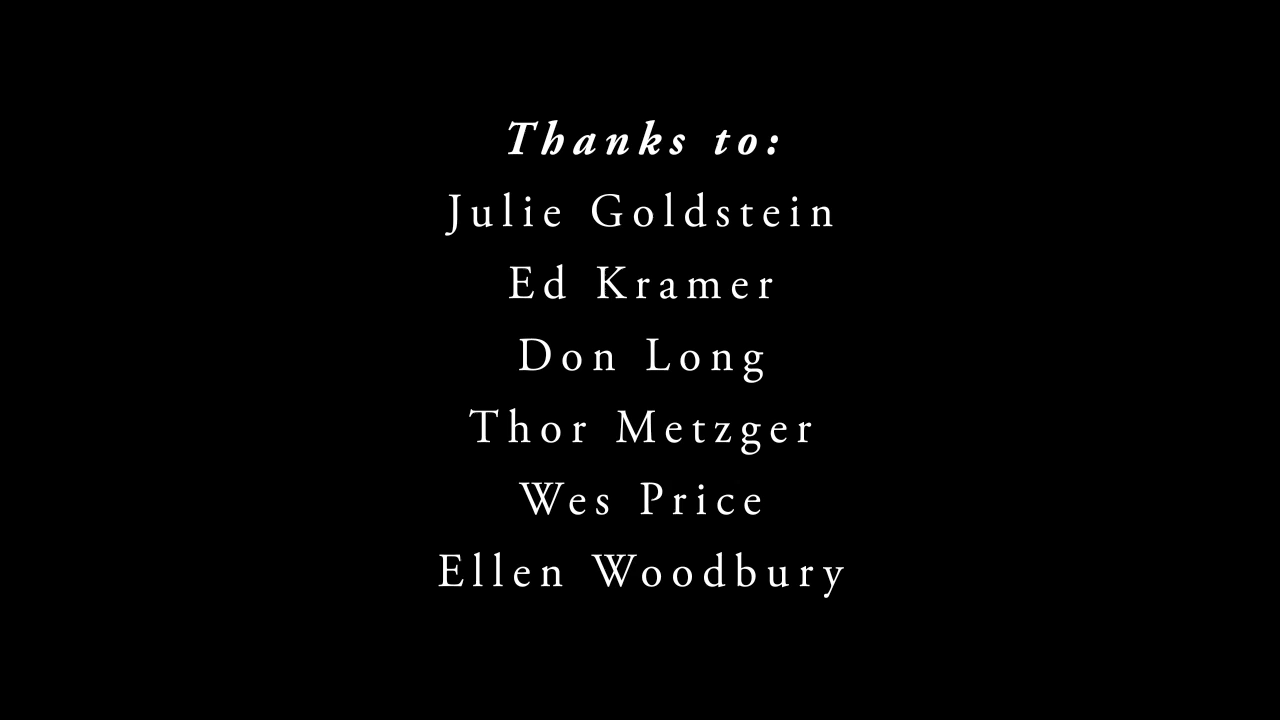 Thanks to:
Julie Goldstein
Ed Kramer
Don Long
Thor Metzger
Wes Price
Ellen Woodbury